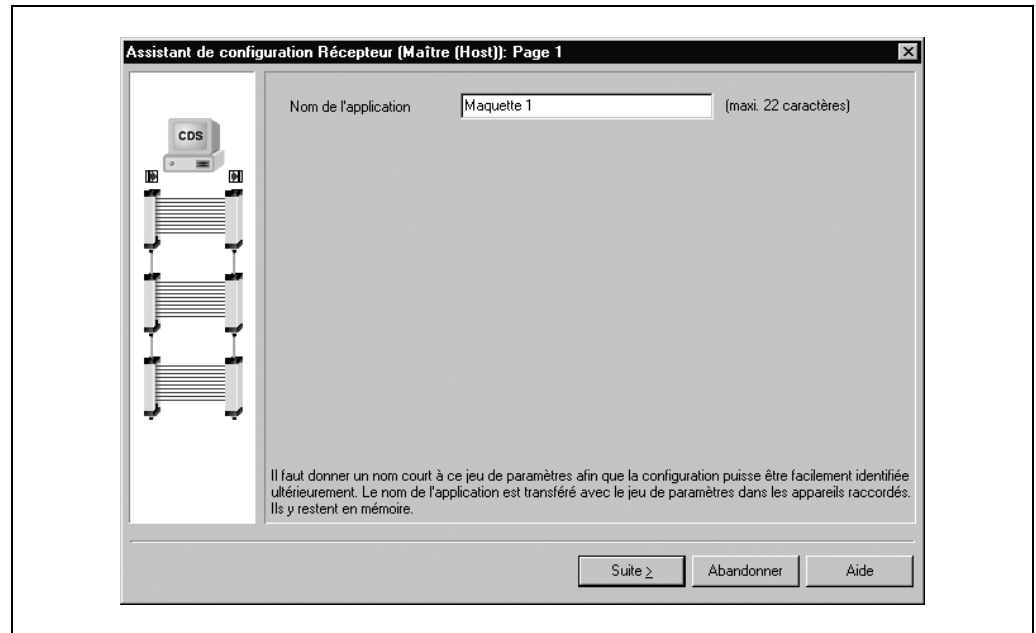 Assistant de configuration Récepteur (Maître (Host)): Page 1
Nom de l'application Maquette 1 (maxi. 22 caractères)
CDS
Il faut donner un nom court à ce jeu de paramètres afin que la configuration puisse être facilement identifiée
ultérieurement. Le nom de l'application est transféré avec le jeu de paramètres dans les appareils raccordés.
Ils y restent en mémoire.
Suite > Abandonner Aide